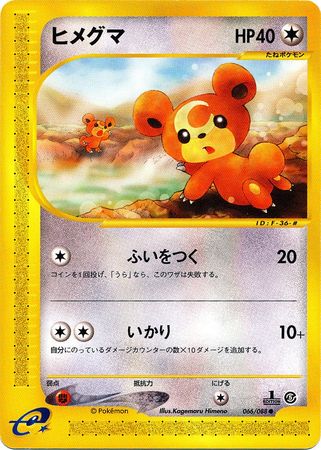 ヒメグマ HP40
たねポケモン
ID:F-36-#
ふいをつく 20
コインを1回投げ、「うら」なら、このワザは失敗する。
いかり 10+
自分にのっているダメージカウンターの数×10ダメージを追加する。
弱点 抵抗力 にげる
1 EDITION
©Pokémon Illus.Kagemaru Himeno 066/088
e